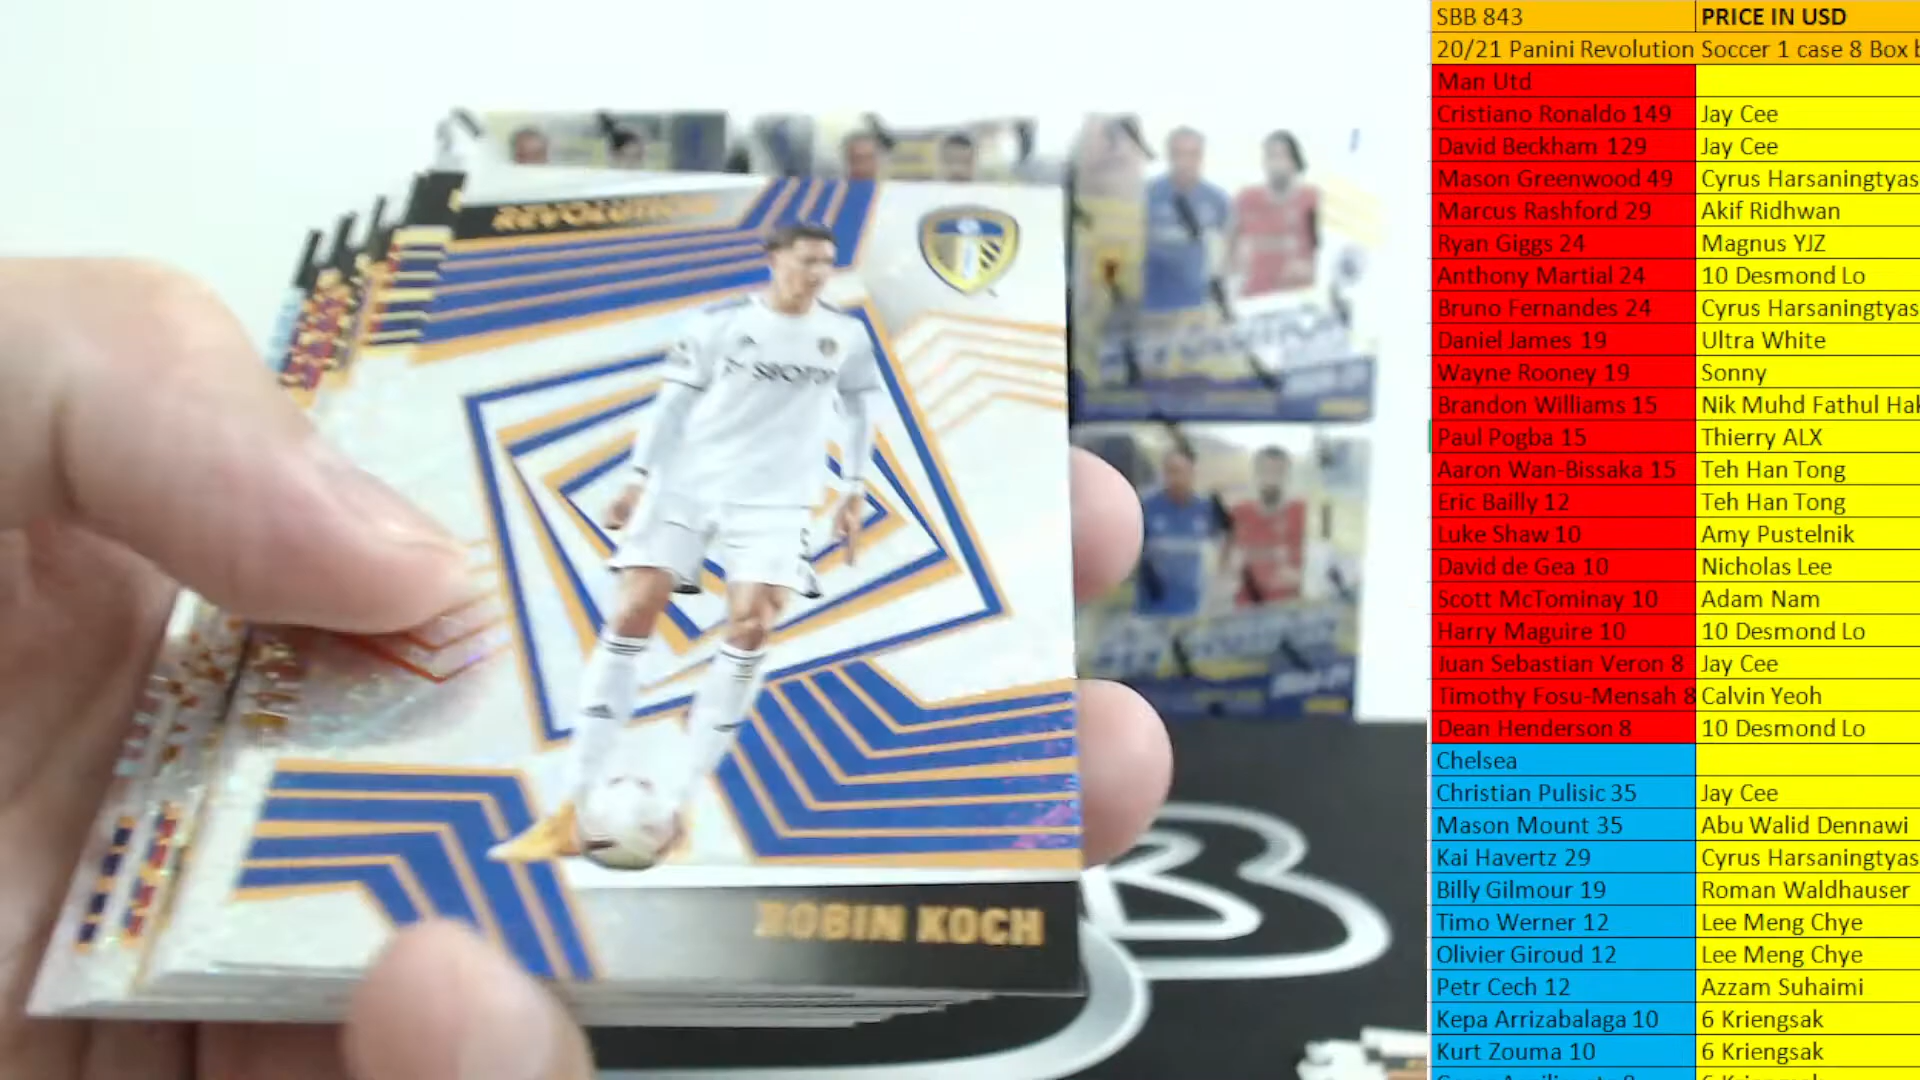 REVOLUTION
ROBIN KOCH
SBB 843 PRICE IN USD
20/21 Panini Revolution Soccer 1 case 8 Box b
Man Utd
Cristiano Ronaldo 149 Jay Cee
David Beckham 129 Jay Cee
Mason Greenwood 49 Cyrus Harsaningtyas
Marcus Rashford 29 Akif Ridhwan
Ryan Giggs 24 Magnus YJZ
Anthony Martial 24 10 Desmond Lo
Bruno Fernandes 24 Cyrus Harsaningtyas
Daniel James 19 Ultra White
Wayne Rooney 19 Sonny
Brandon Williams 15 Nik Muhd Fathul Hak
Paul Pogba 15 Thierry ALX
Aaron Wan-Bissaka 15 Teh Han Tong
Eric Bailly 12 Teh Han Tong
Luke Shaw 10 Amy Pustelnik
David de Gea 10 Nicholas Lee
Scott McTominay 10 Adam Nam
Harry Maguire 10 10 Desmond Lo
Juan Sebastian Veron 8 Jay Cee
Timothy Fosu-Mensah 8 Calvin Yeoh
Dean Henderson 8 10 Desmond Lo
Chelsea
Christian Pulisic 35 Jay Cee
Mason Mount 35 Abu Walid Dennawi
Kai Havertz 29 Cyrus Harsaningtyas
Billy Gilmour 19 Roman Waldhauser
Timo Werner 12 Lee Meng Chye
Olivier Giroud 12 Lee Meng Chye
Petr Cech 12 Azzam Suhaimi
Kepa Arrizabalaga 10 6 Kriengsak
Kurt Zouma 10 6 Kriengsak